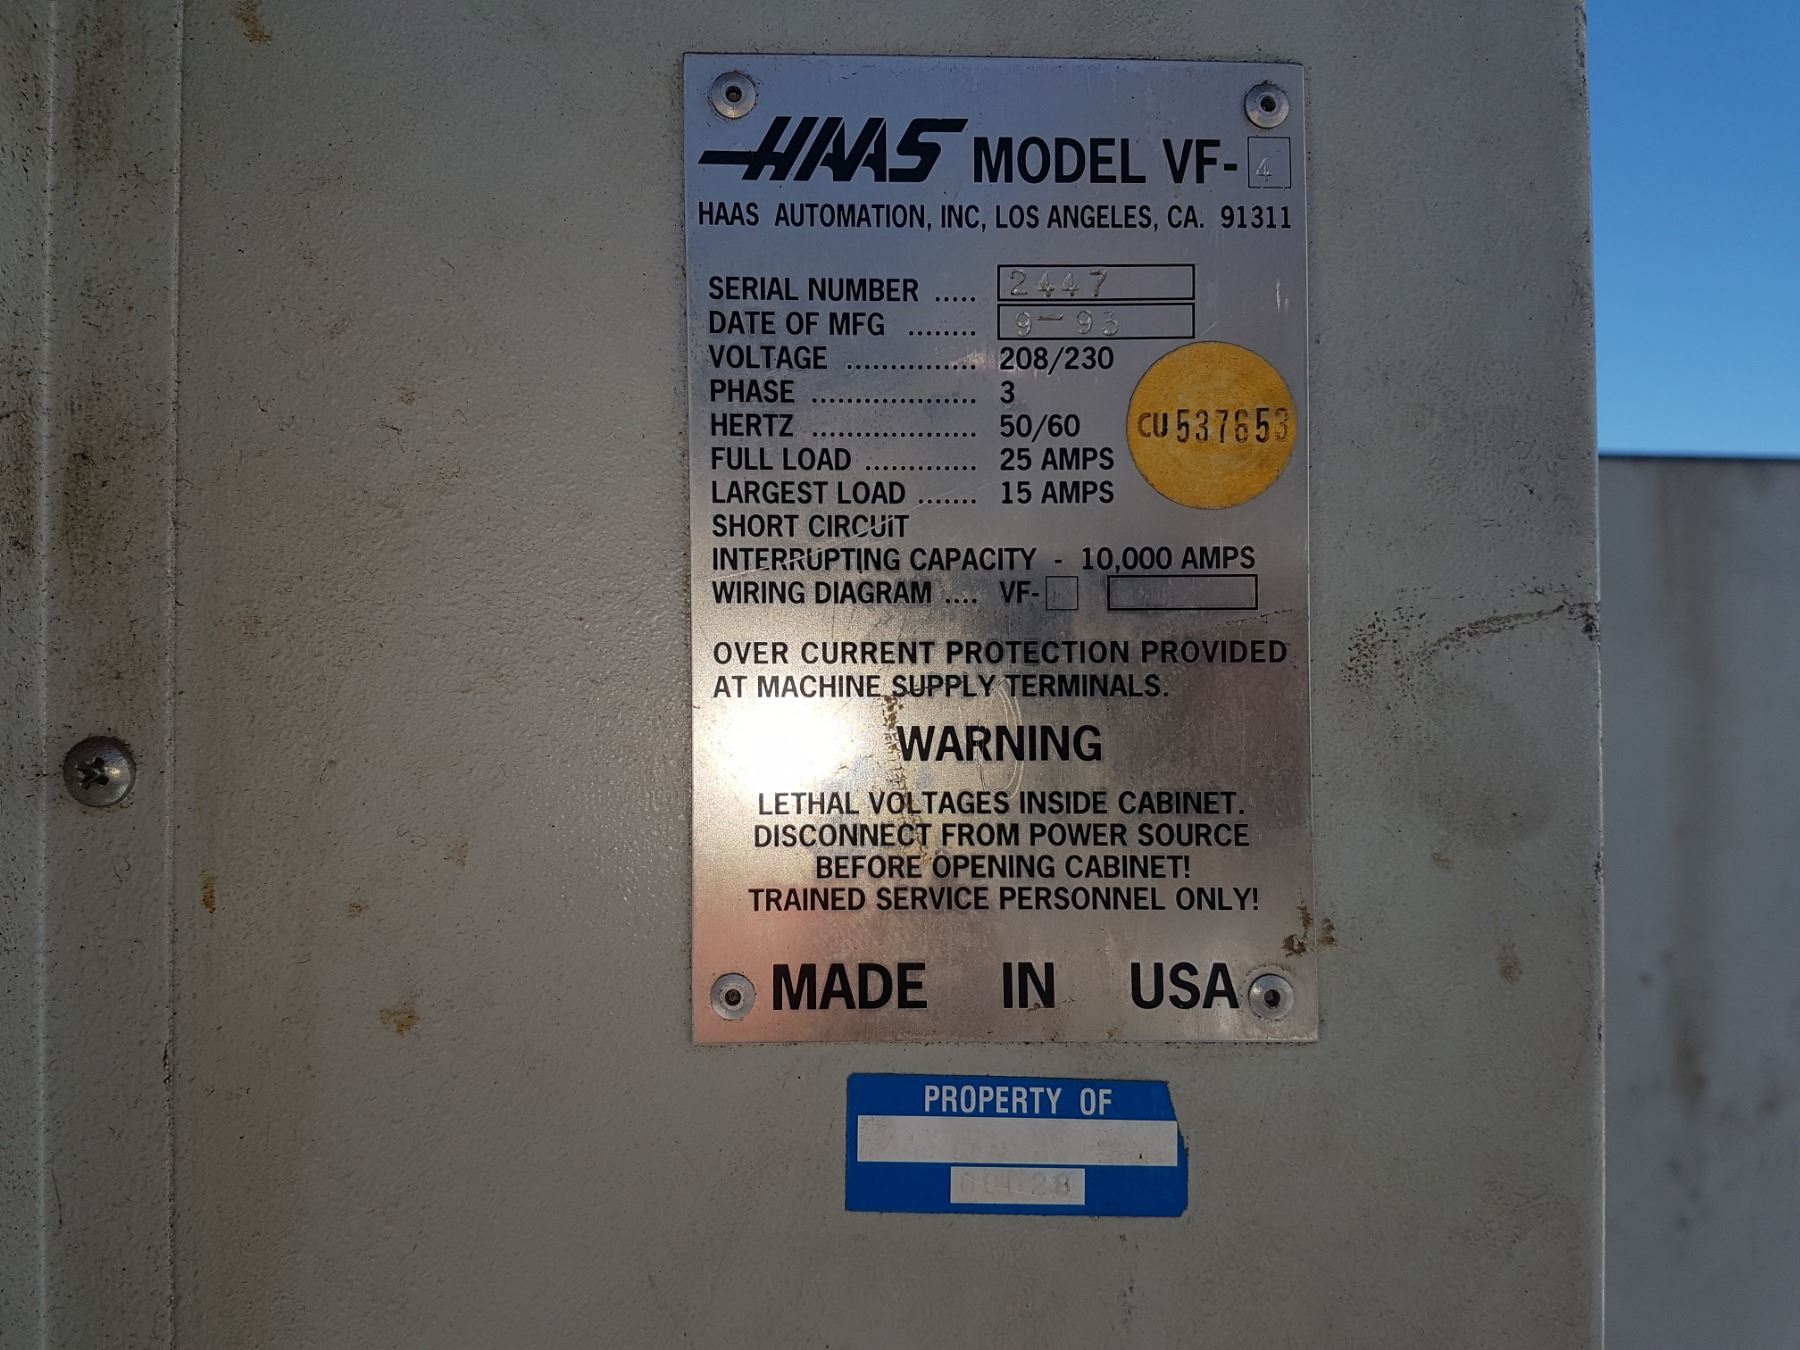 HAAS MODEL VF-4
HAAS AUTOMATION, INC, LOS ANGELES, CA. 91311
SERIAL NUMBER ..... 2447
DATE OF MFG ........ 9-93
VOLTAGE ............... 208/230
PHASE ................... 3
HERTZ ................... 50/60
FULL LOAD ............. 25 AMPS
LARGEST LOAD ....... 15 AMPS
CU 537653
SHORT CIRCUIT
INTERRUPTING CAPACITY - 10,000 AMPS
WIRING DIAGRAM .... VF-
OVER CURRENT PROTECTION PROVIDED
AT MACHINE SUPPLY TERMINALS.
WARNING
LETHAL VOLTAGES INSIDE CABINET.
DISCONNECT FROM POWER SOURCE
BEFORE OPENING CABINET!
TRAINED SERVICE PERSONNEL ONLY!
MADE IN USA
PROPERTY OF